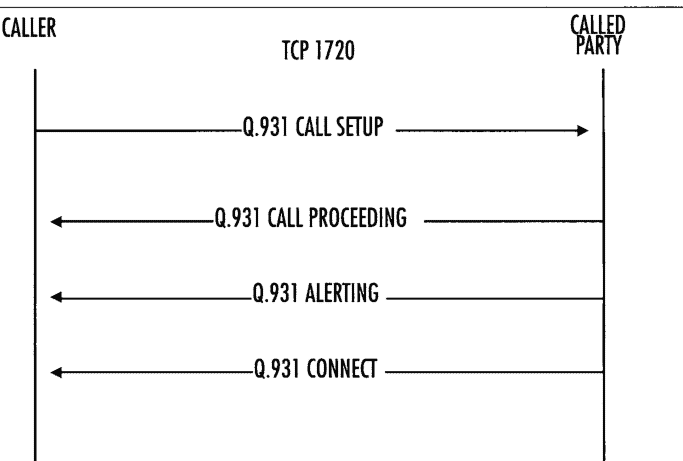 CALLER
TCP 1720
CALLED
PARTY
Q.931 CALL SETUP
Q.931 CALL PROCEEDING
Q.931 ALERTING
Q.931 CONNECT